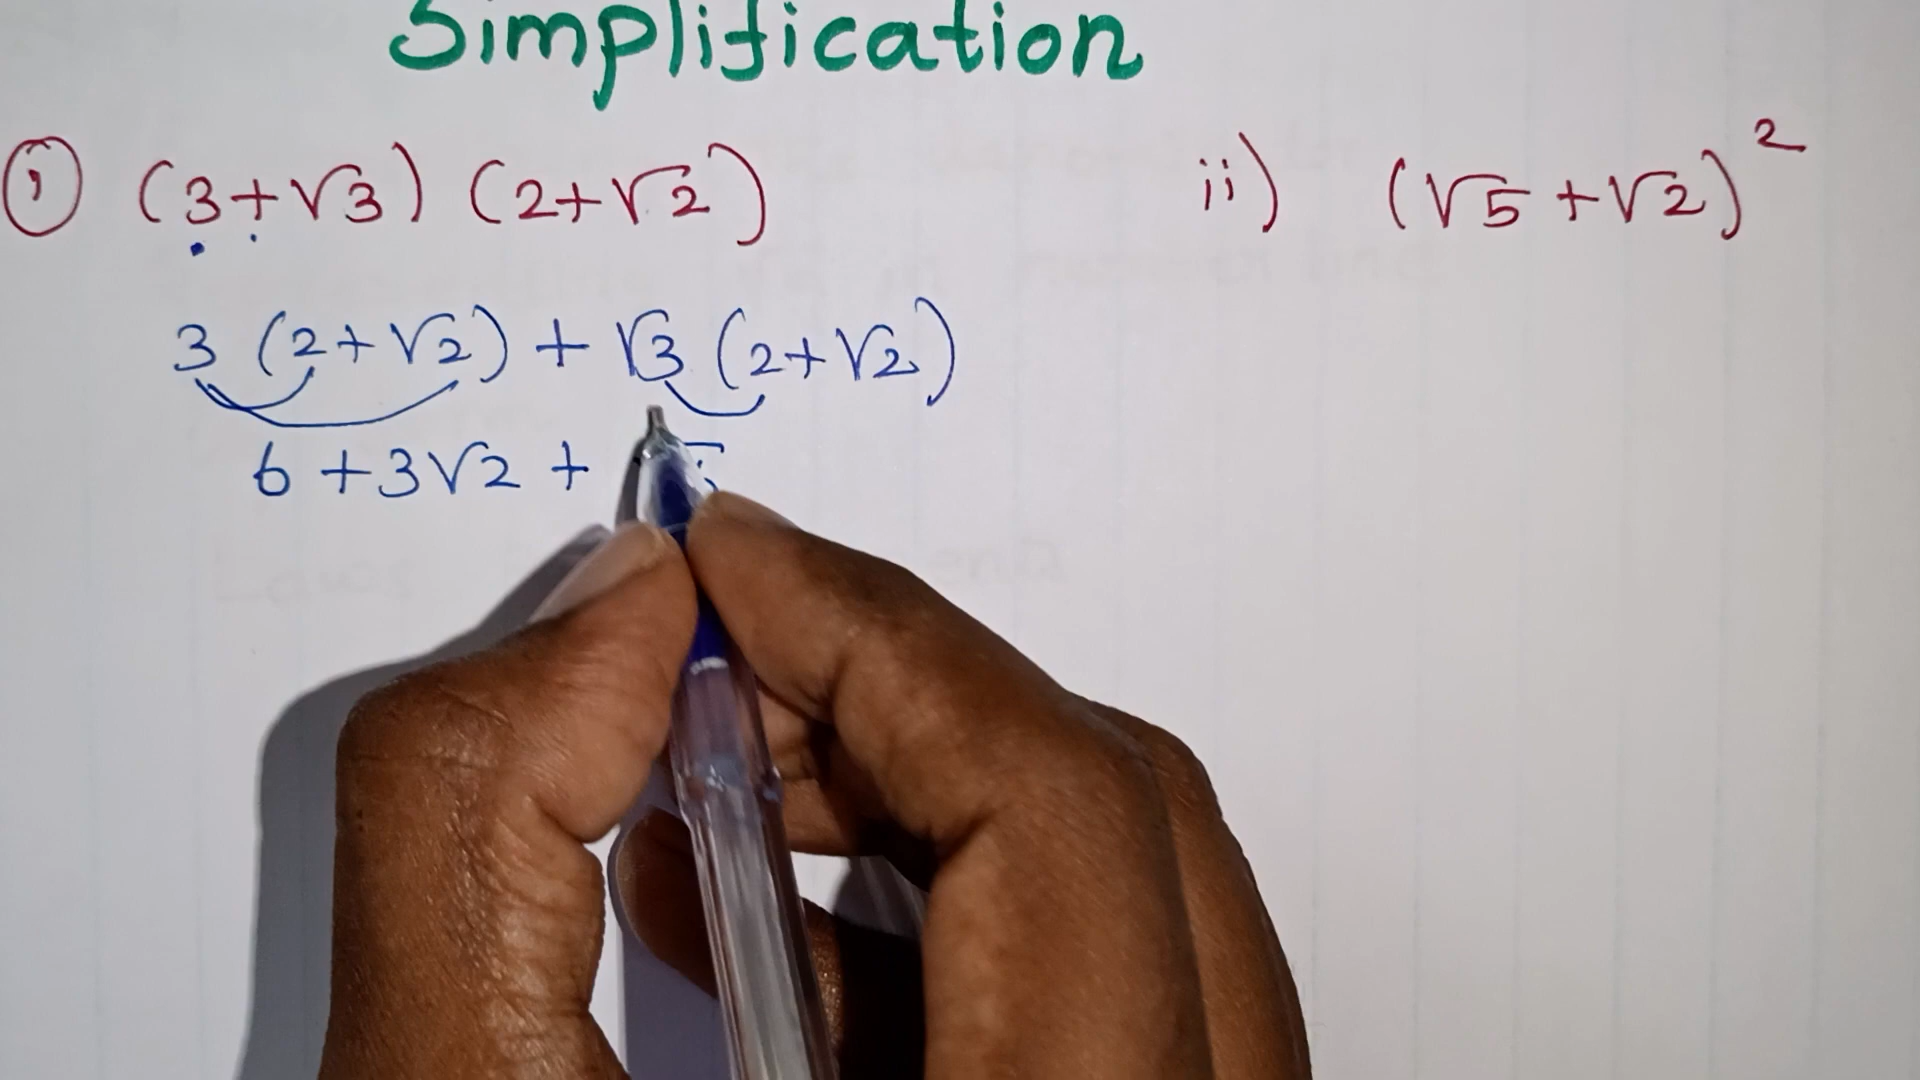 Simplification
i (3+√3) (2+√2) ii) (√5+√2)²
3 (2+√2) + √3 (2+√2)
6 +3√2 +